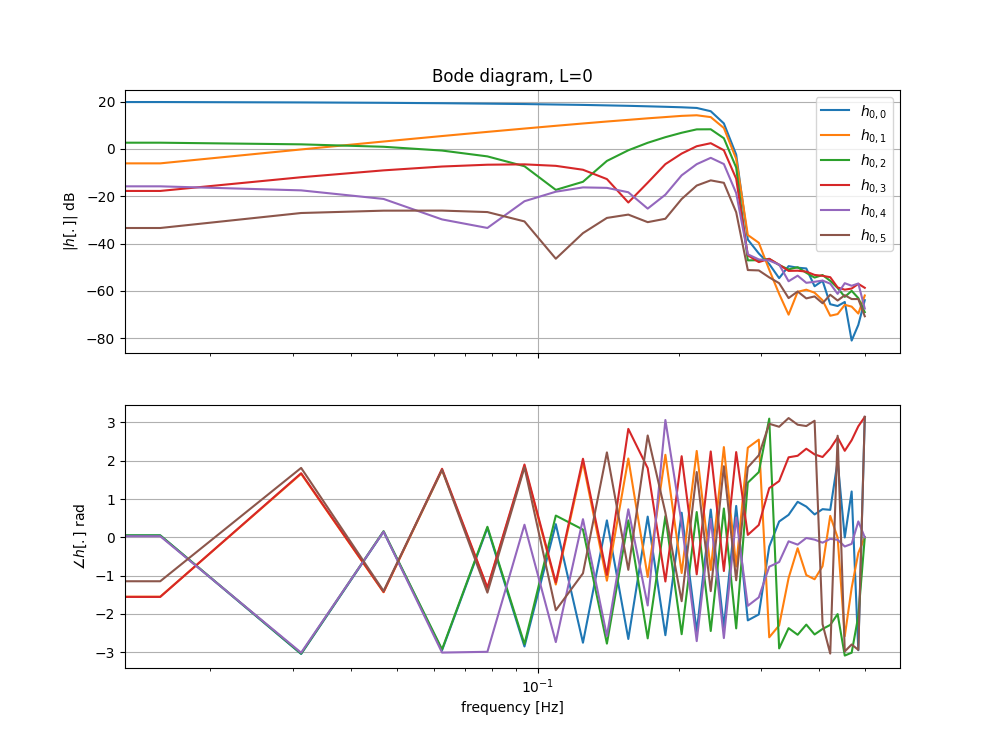 Bode diagram, L=0
|h[.]| dB
20
0
−20
−40
−60
−80
h0,0
h0,1
h0,2
h0,3
h0,4
h0,5
∠h[.] rad
3
2
1
0
−1
−2
−3
10−1
frequency [Hz]